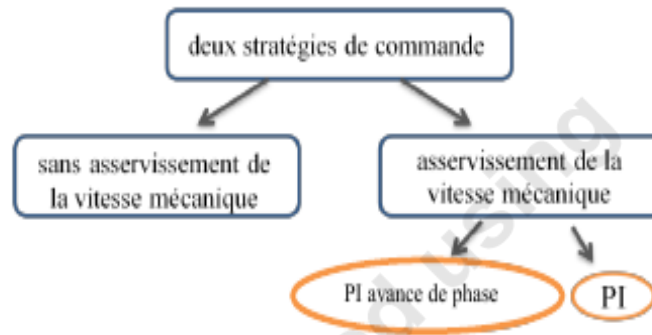 deux stratégies de commande
sans asservissement de
la vitesse mécanique
asservissement de la
vitesse mécanique
PI avance de phase
PI
d using